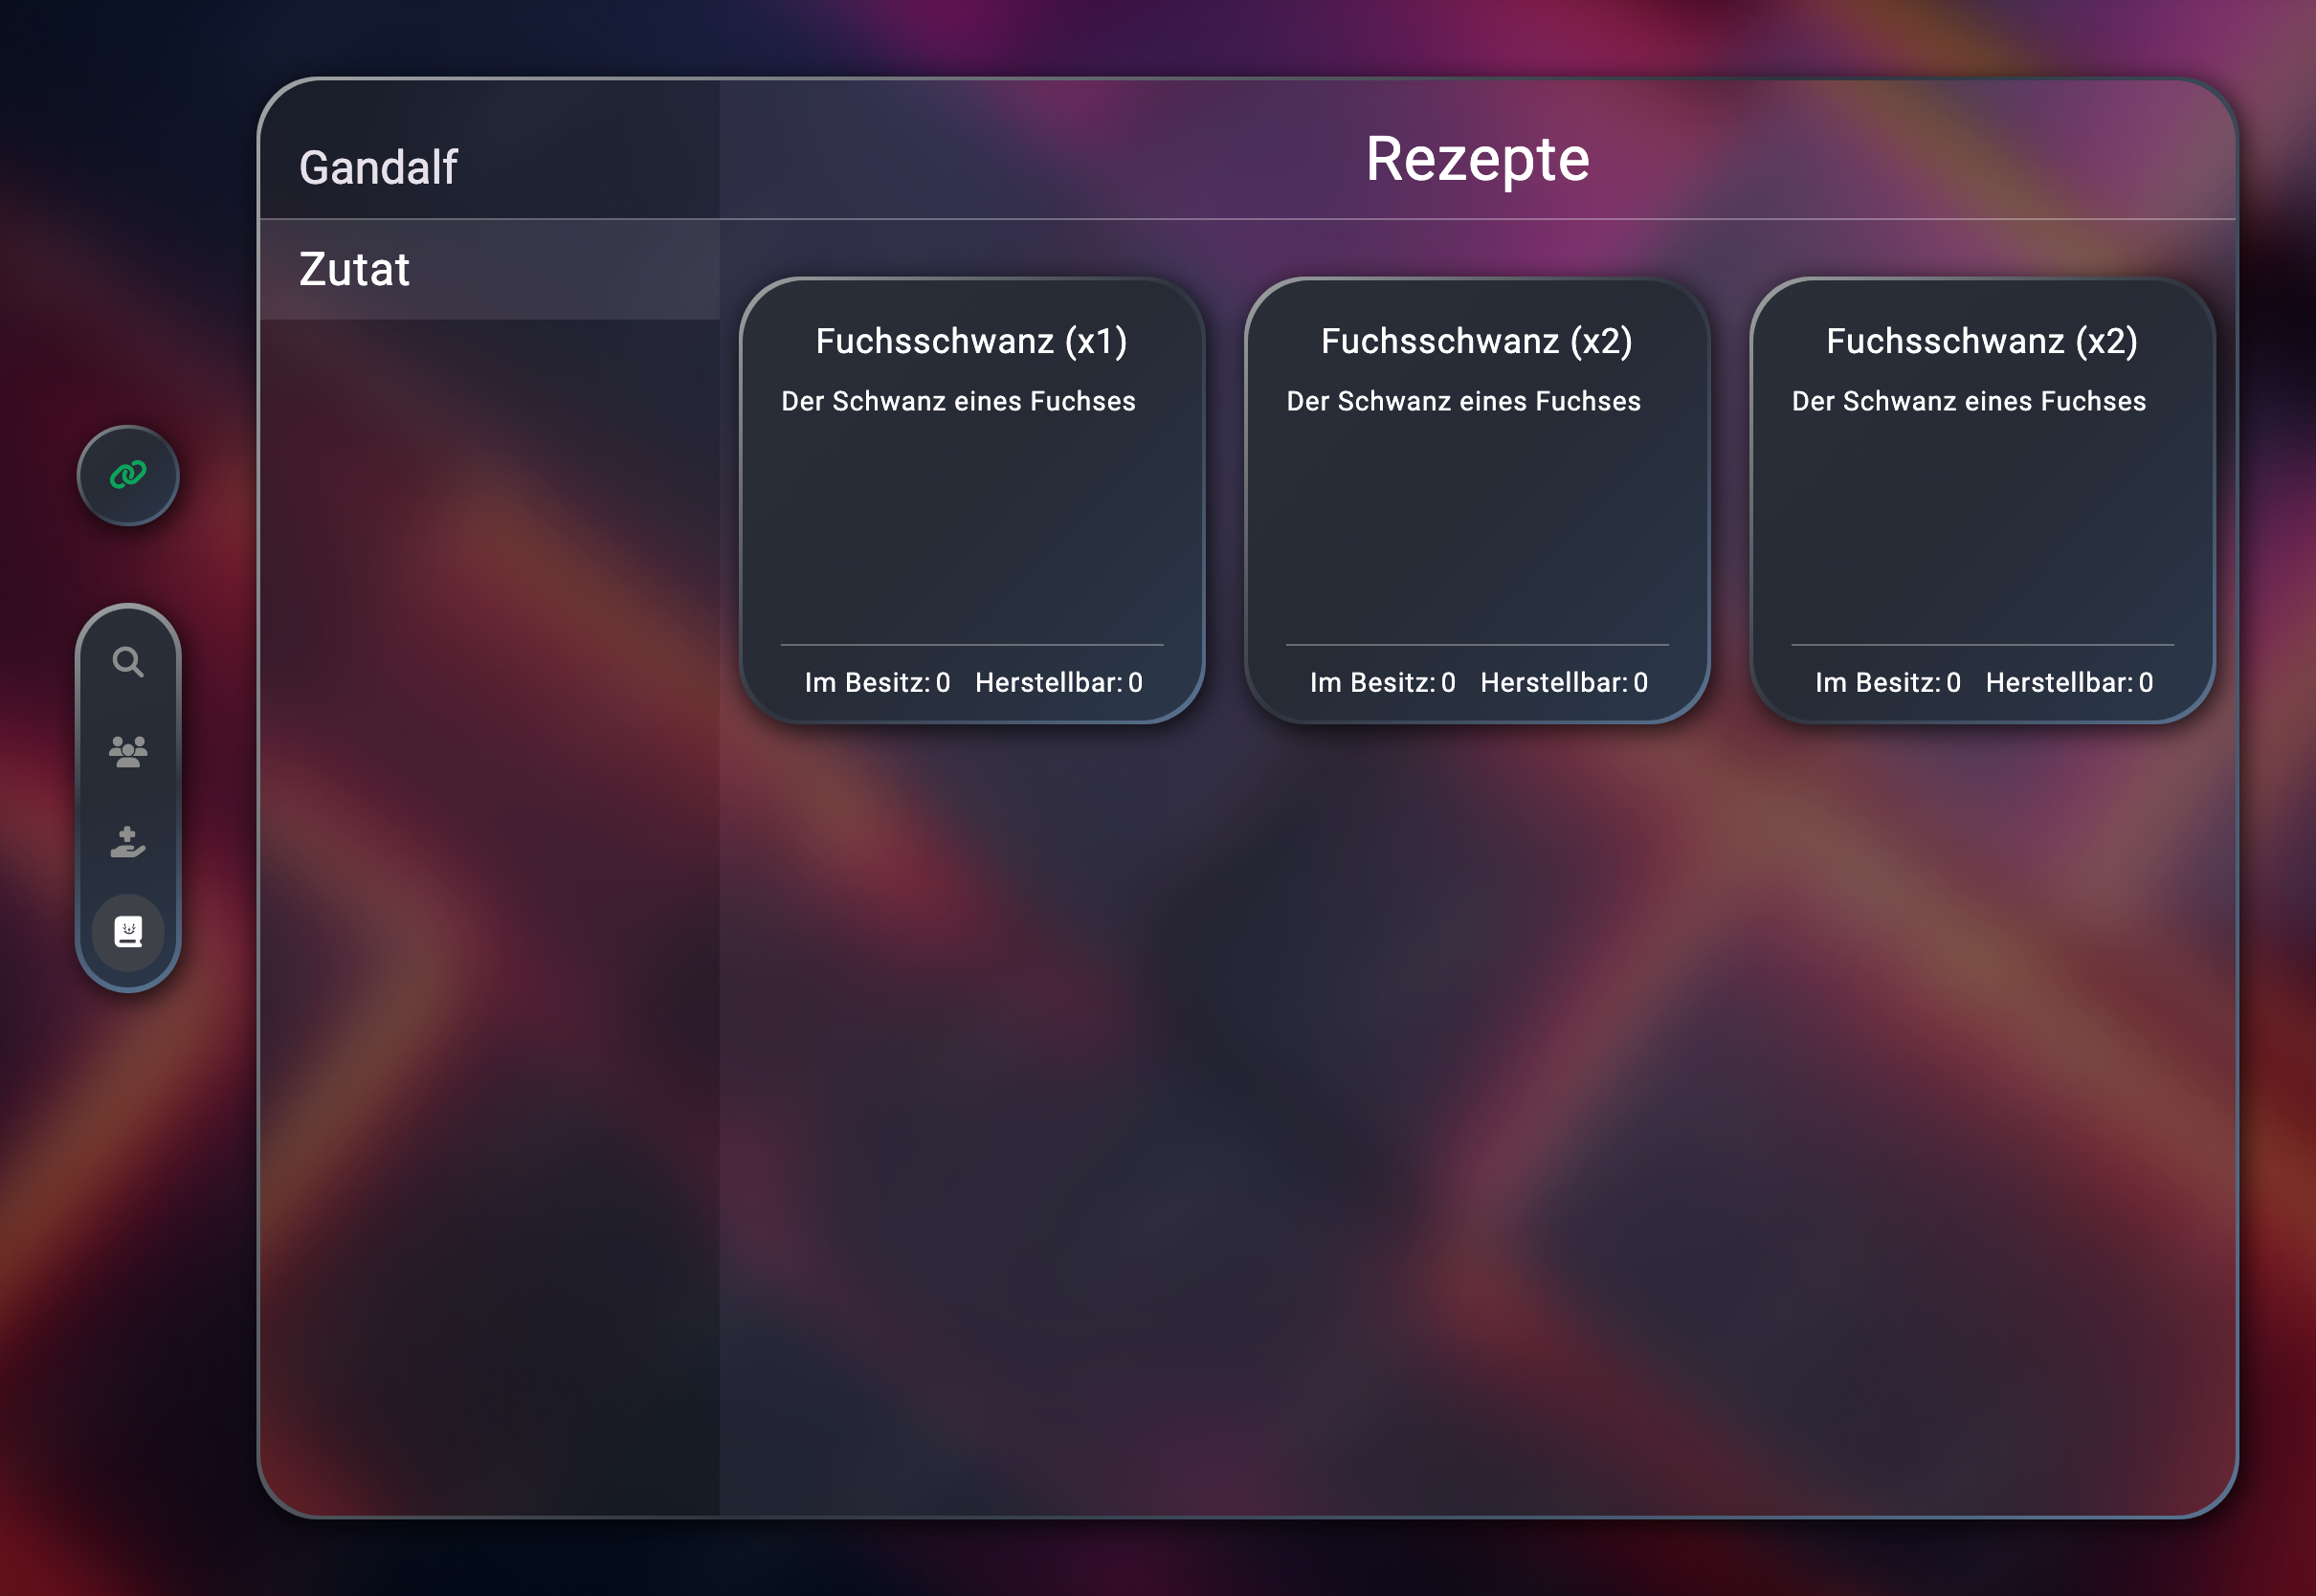 Gandalf
Rezepte
Zutat
Fuchsschwanz (x1)
Der Schwanz eines Fuchses
Im Besitz: 0 Herstellbar: 0
Fuchsschwanz (x2)
Der Schwanz eines Fuchses
Im Besitz: 0 Herstellbar: 0
Fuchsschwanz (x2)
Der Schwanz eines Fuchses
Im Besitz: 0 Herstellbar: 0